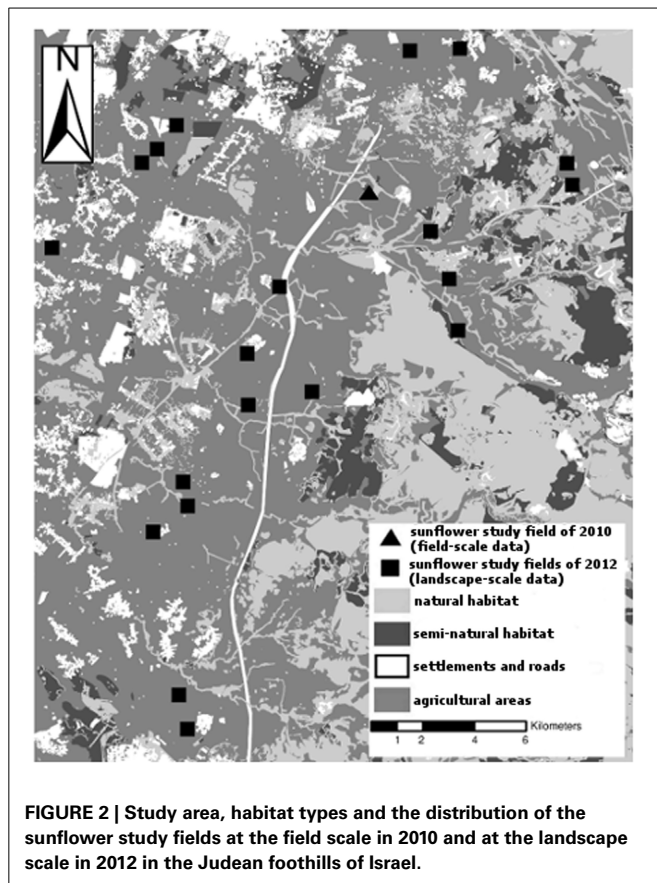 N
sunflower study field of 2010
(field-scale data)
sunflower study fields of 2012
(landscape-scale data)
natural habitat
semi-natural habitat
settlements and roads
agricultural areas
Kilometers
1 2 4 6
FIGURE 2 | Study area, habitat types and the distribution of the
sunflower study fields at the field scale in 2010 and at the landscape
scale in 2012 in the Judean foothills of Israel.